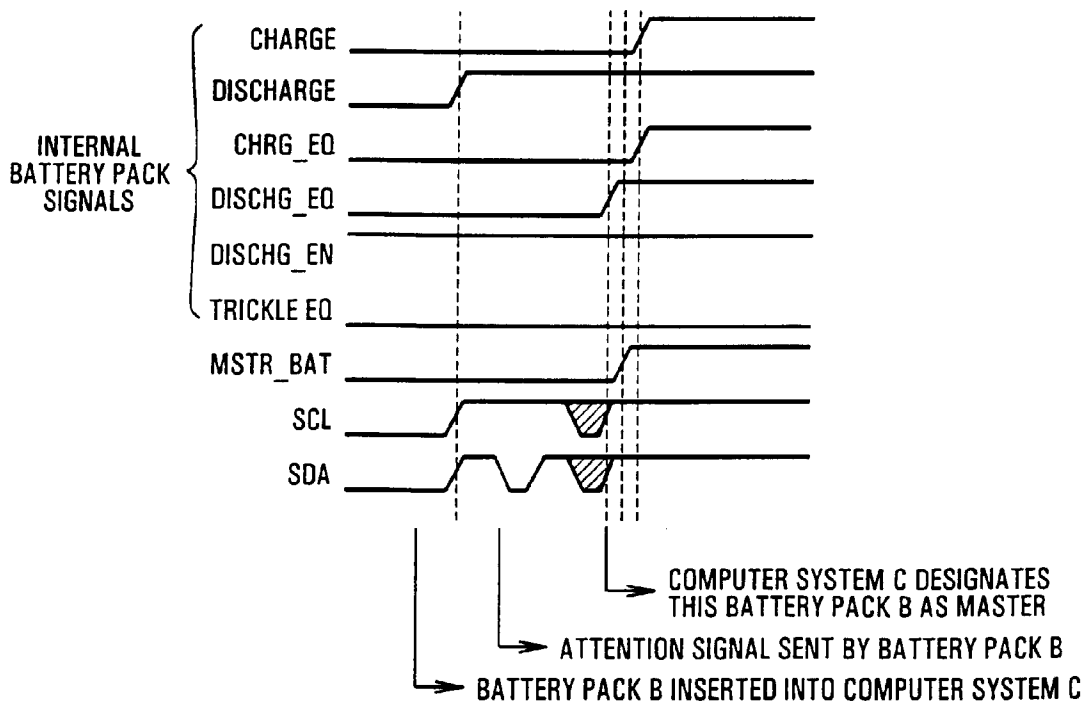 CHARGE
DISCHARGE
CHRG_EQ
DISCHG_EQ
DISCHG_EN
TRICKLE EQ
INTERNAL
BATTERY PACK
SIGNALS
MSTR_BAT
SCL
SDA
COMPUTER SYSTEM C DESIGNATES
THIS BATTERY PACK B AS MASTER
ATTENTION SIGNAL SENT BY BATTERY PACK B
BATTERY PACK B INSERTED INTO COMPUTER SYSTEM C